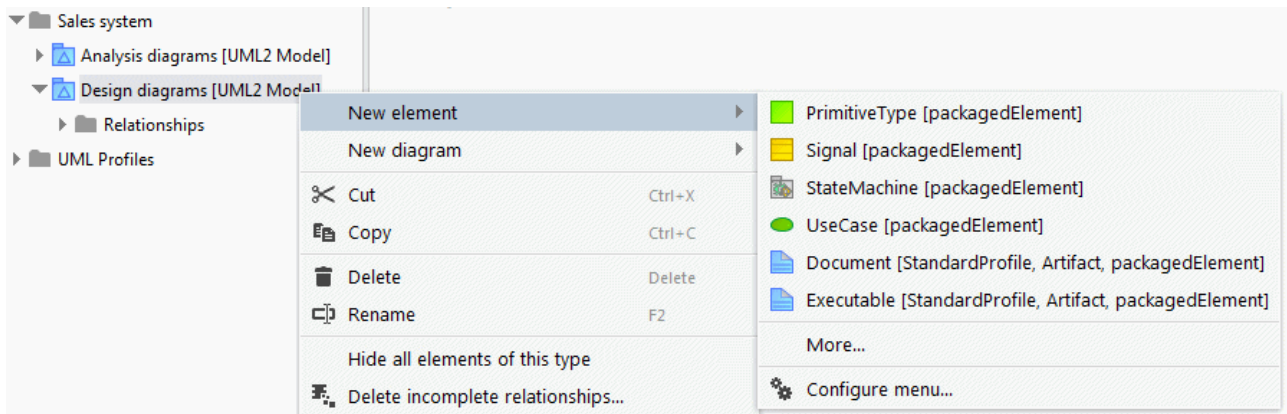 Sales system
Analysis diagrams [UML2 Model]
Design diagrams [UML2 Model]
Relationships
UML Profiles
New element
New diagram
Cut Ctrl+X
Copy Ctrl+C
Delete Delete
Rename F2
Hide all elements of this type
Delete incomplete relationships...
PrimitiveType [packagedElement]
Signal [packagedElement]
StateMachine [packagedElement]
UseCase [packagedElement]
Document [StandardProfile, Artifact, packagedElement]
Executable [StandardProfile, Artifact, packagedElement]
More...
Configure menu...